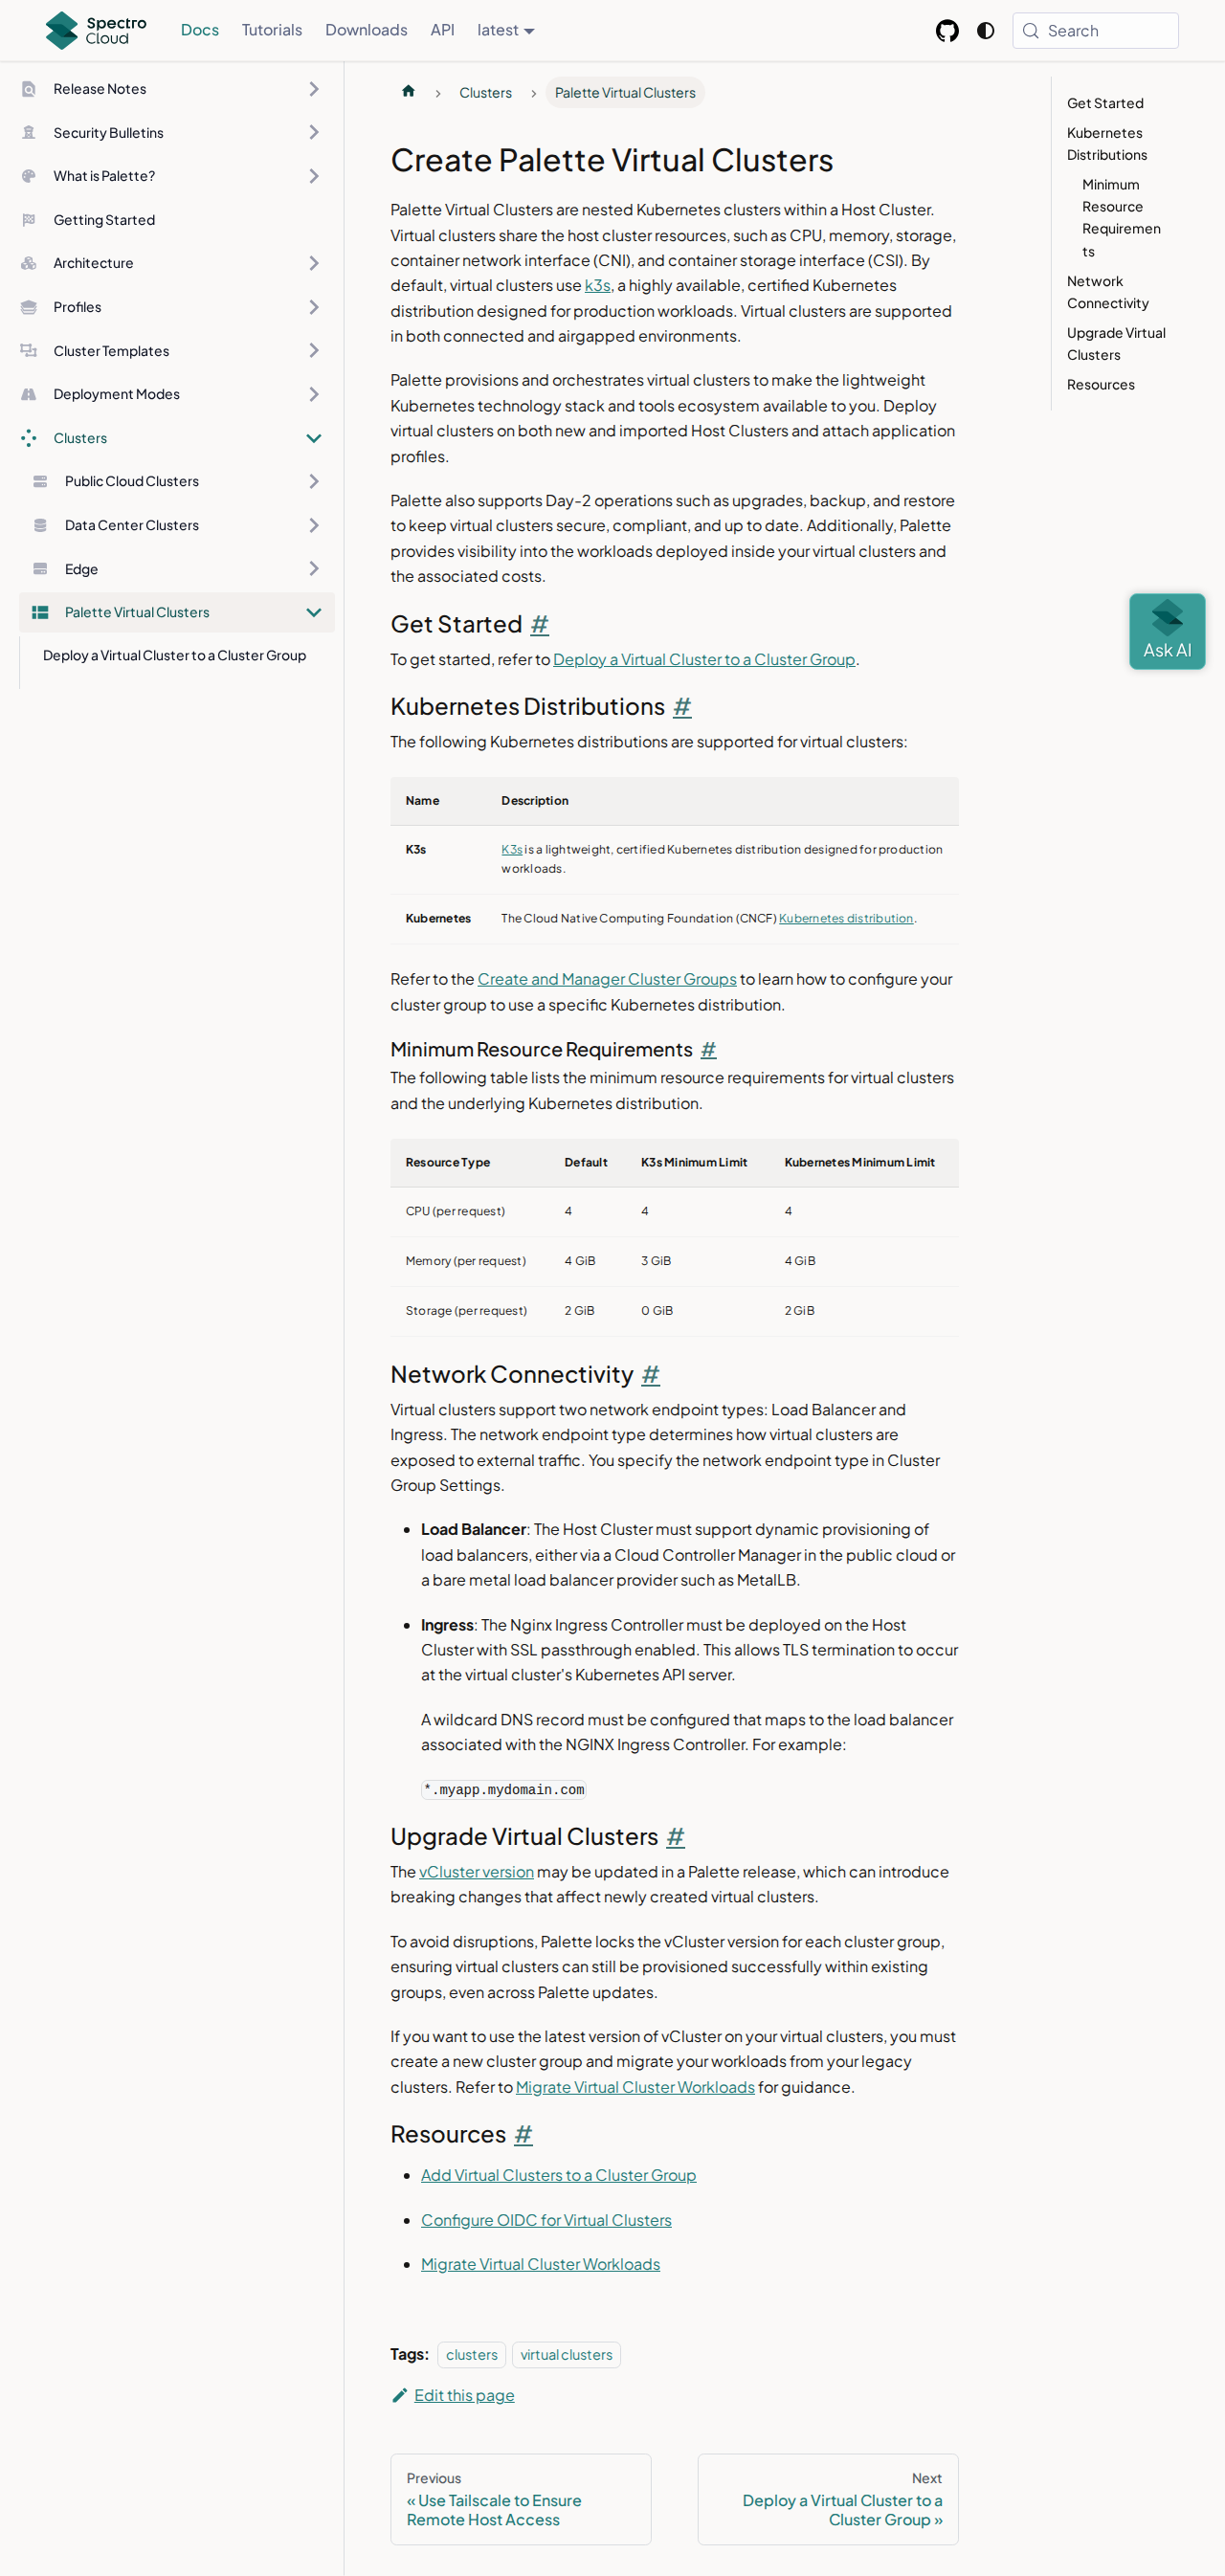 Spectro Cloud
Docs
Tutorials
Downloads
API
latest
Search
Release Notes
Security Bulletins
What is Palette?
Getting Started
Architecture
Profiles
Cluster Templates
Deployment Modes
Clusters
Public Cloud Clusters
Data Center Clusters
Edge
Palette Virtual Clusters
Deploy a Virtual Cluster to a Cluster Group
Clusters
Palette Virtual Clusters
Create Palette Virtual Clusters
Palette Virtual Clusters are nested Kubernetes clusters within a Host Cluster.
Virtual clusters share the host cluster resources, such as CPU, memory, storage,
container network interface (CNI), and container storage interface (CSI). By
default, virtual clusters use k3s, a highly available, certified Kubernetes
distribution designed for production workloads. Virtual clusters are supported
in both connected and airgapped environments.
Palette provisions and orchestrates virtual clusters to make the lightweight
Kubernetes technology stack and tools ecosystem available to you. Deploy
virtual clusters on both new and imported Host Clusters and attach application
profiles.
Palette also supports Day-2 operations such as upgrades, backup, and restore
to keep virtual clusters secure, compliant, and up to date. Additionally, Palette
provides visibility into the workloads deployed inside your virtual clusters and
the associated costs.
Get Started #
To get started, refer to Deploy a Virtual Cluster to a Cluster Group.
Kubernetes Distributions #
The following Kubernetes distributions are supported for virtual clusters:
Name Description
K3s K3s is a lightweight, certified Kubernetes distribution designed for production
workloads.
Kubernetes The Cloud Native Computing Foundation (CNCF) Kubernetes distribution.
Refer to the Create and Manager Cluster Groups to learn how to configure your
cluster group to use a specific Kubernetes distribution.
Minimum Resource Requirements #
The following table lists the minimum resource requirements for virtual clusters
and the underlying Kubernetes distribution.
Resource Type Default K3s Minimum Limit Kubernetes Minimum Limit
CPU (per request) 4 4 4
Memory (per request) 4 GiB 3 GiB 4 GiB
Storage (per request) 2 GiB 0 GiB 2 GiB
Network Connectivity #
Virtual clusters support two network endpoint types: Load Balancer and
Ingress. The network endpoint type determines how virtual clusters are
exposed to external traffic. You specify the network endpoint type in Cluster
Group Settings.
Load Balancer: The Host Cluster must support dynamic provisioning of
load balancers, either via a Cloud Controller Manager in the public cloud or
a bare metal load balancer provider such as MetalLB.
Ingress: The Nginx Ingress Controller must be deployed on the Host
Cluster with SSL passthrough enabled. This allows TLS termination to occur
at the virtual cluster's Kubernetes API server.
A wildcard DNS record must be configured that maps to the load balancer
associated with the NGINX Ingress Controller. For example:
*.myapp.mydomain.com
Upgrade Virtual Clusters #
The vCluster version may be updated in a Palette release, which can introduce
breaking changes that affect newly created virtual clusters.
To avoid disruptions, Palette locks the vCluster version for each cluster group,
ensuring virtual clusters can still be provisioned successfully within existing
groups, even across Palette updates.
If you want to use the latest version of vCluster on your virtual clusters, you must
create a new cluster group and migrate your workloads from your legacy
clusters. Refer to Migrate Virtual Cluster Workloads for guidance.
Resources #
Add Virtual Clusters to a Cluster Group
Configure OIDC for Virtual Clusters
Migrate Virtual Cluster Workloads
Tags: clusters virtual clusters
Edit this page
Previous
« Use Tailscale to Ensure
Remote Host Access
Next
Deploy a Virtual Cluster to a
Cluster Group »
Get Started
Kubernetes
Distributions
Minimum
Resource
Requiremen
ts
Network
Connectivity
Upgrade Virtual
Clusters
Resources
Ask AI